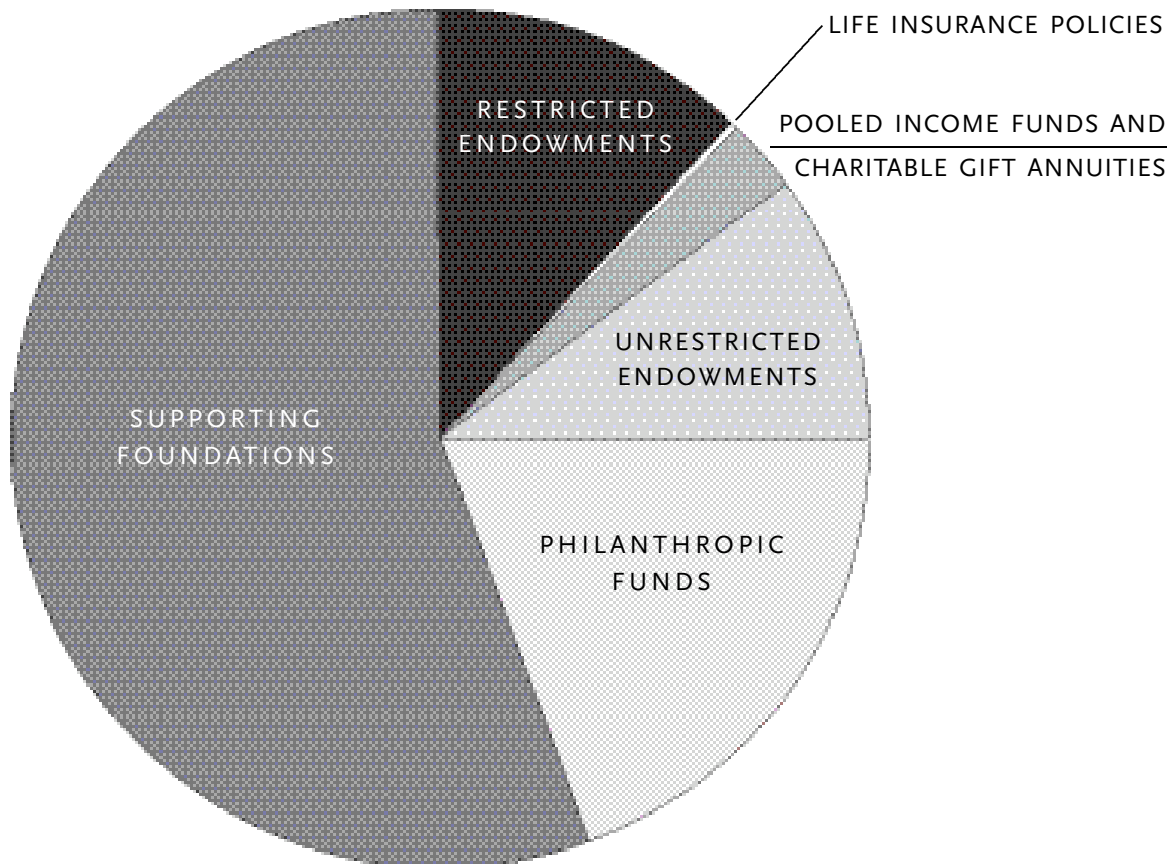 LIFE INSURANCE POLICIES
RESTRICTED
ENDOWMENTS
POOLED INCOME FUNDS AND
CHARITABLE GIFT ANNUITIES
UNRESTRICTED
ENDOWMENTS
SUPPORTING
FOUNDATIONS
PHILANTHROPIC
FUNDS